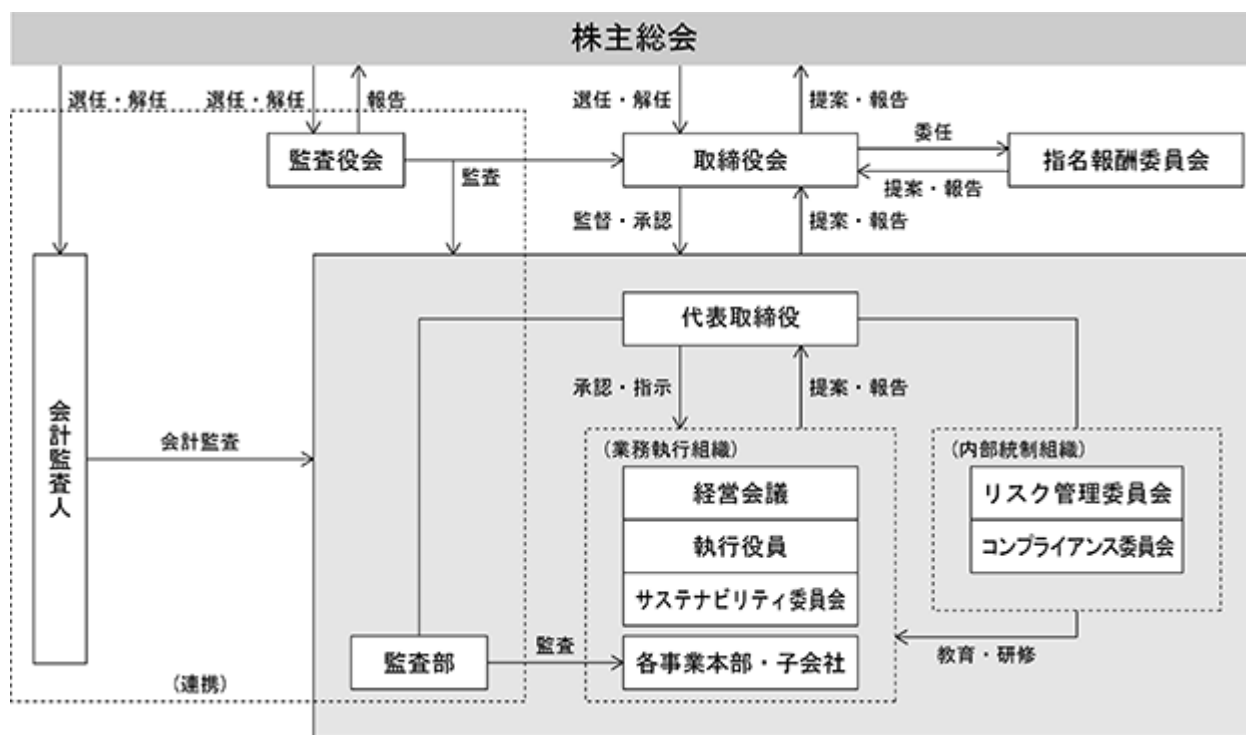 株主総会
選任・解任
選任・解任
報告
選任・解任
提案・報告
監査役会
監査
取締役会
委任
提案・報告
指名報酬委員会
監督・承認
提案・報告
代表取締役
承認・指示
提案・報告
会計監査人
会計監査
(業務執行組織)
経営会議
執行役員
サステナビリティ委員会
各事業本部・子会社
(内部統制組織)
リスク管理委員会
コンプライアンス委員会
教育・研修
監査部
監査
(連携)